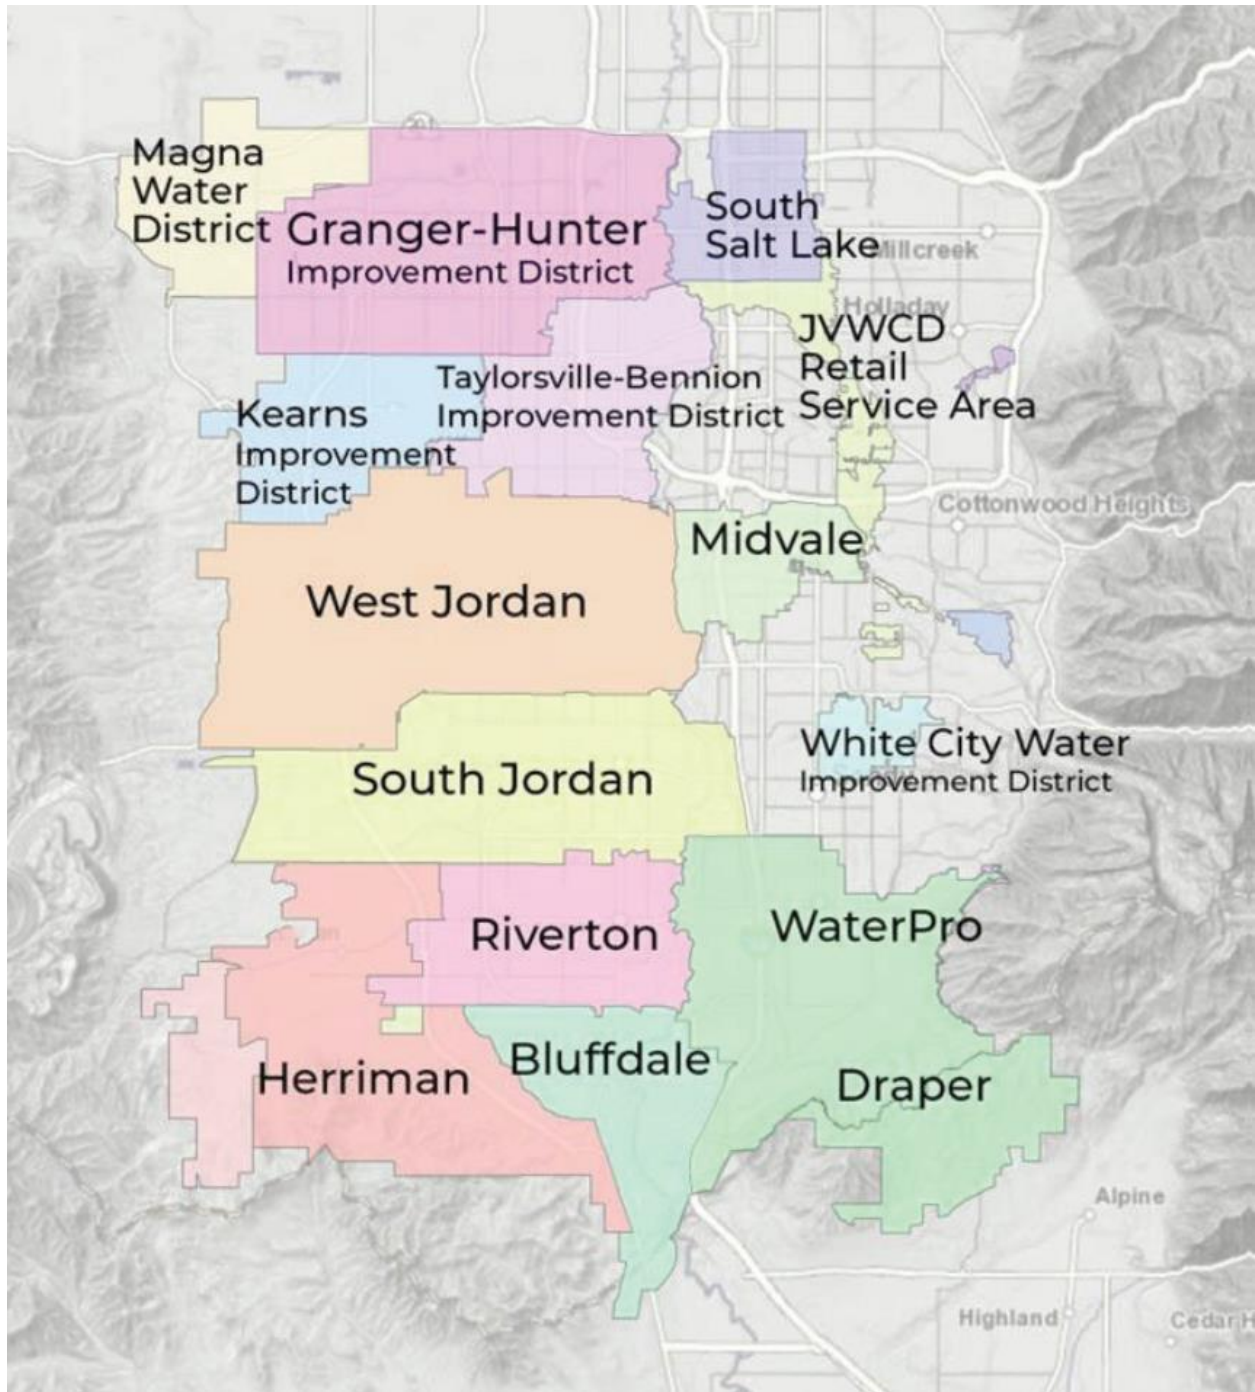 Magna
Water
District
Granger-Hunter
Improvement District
South
Salt Lake
Millcreek
Holladay
JVWCD
Retail
Service Area
Taylorsville-Bennion
Improvement District
Kearns
Improvement
District
Cottonwood Heights
Midvale
West Jordan
White City Water
Improvement District
South Jordan
Riverton
WaterPro
Bluffdale
Herriman
Draper
Alpine
Highland
Cedar H